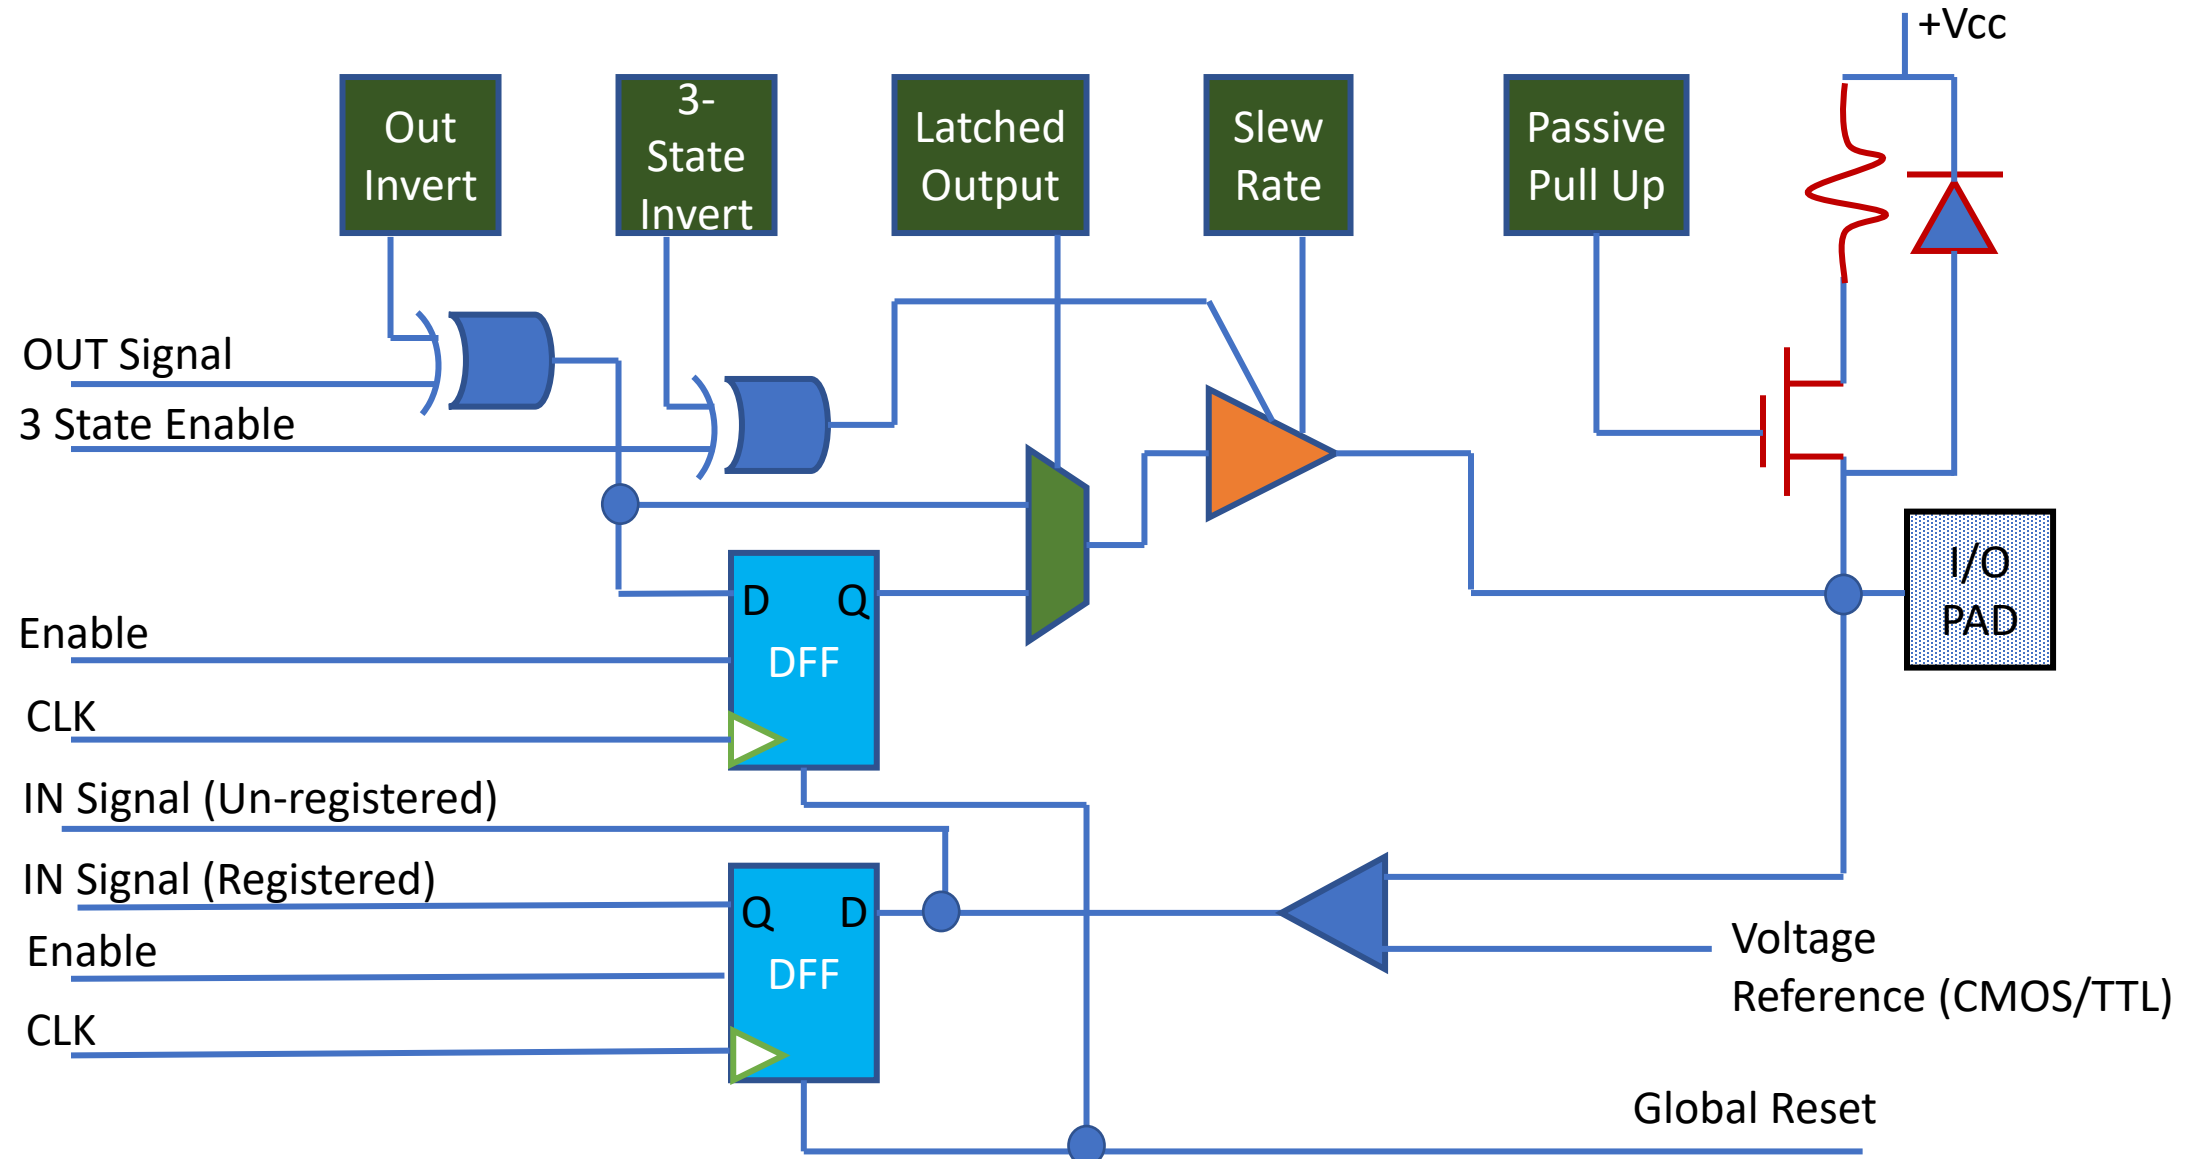 +Vcc
Out
Invert
3-
State
Invert
Latched
Output
Slew
Rate
Passive
Pull Up
OUT Signal
3 State Enable
I/O
PAD
D
Q
DFF
Enable
CLK
IN Signal (Un-registered)
IN Signal (Registered)
Q
D
DFF
Enable
CLK
Voltage
Reference (CMOS/TTL)
Global Reset